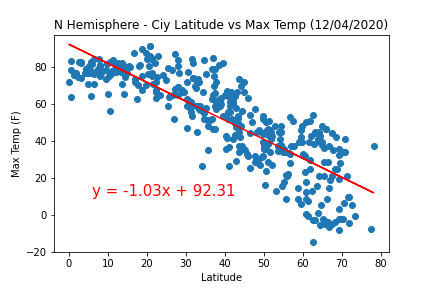 N Hemisphere - Ciy Latitude vs Max Temp (12/04/2020)
80
60
40
20
0
−20
Max Temp (F)
y = -1.03x + 92.31
0 10 20 30 40 50 60 70 80
Latitude